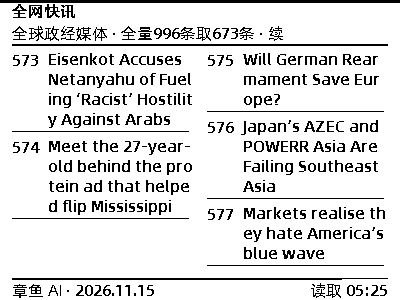 全网快讯
全球政经媒体 · 全量996条取673条 · 续
573 Eisenkot Accuses
Netanyahu of Fuel
ing ‘Racist’ Hostilit
y Against Arabs
574 Meet the 27-year-
old behind the pro
tein ad that helpe
d flip Mississippi
575 Will German Rear
mament Save Eur
ope?
576 Japan’s AZEC and
POWERR Asia Are
Failing Southeast
Asia
577 Markets realise th
ey hate America’s
blue wave
章鱼 AI · 2026.11.15
读取 05:25